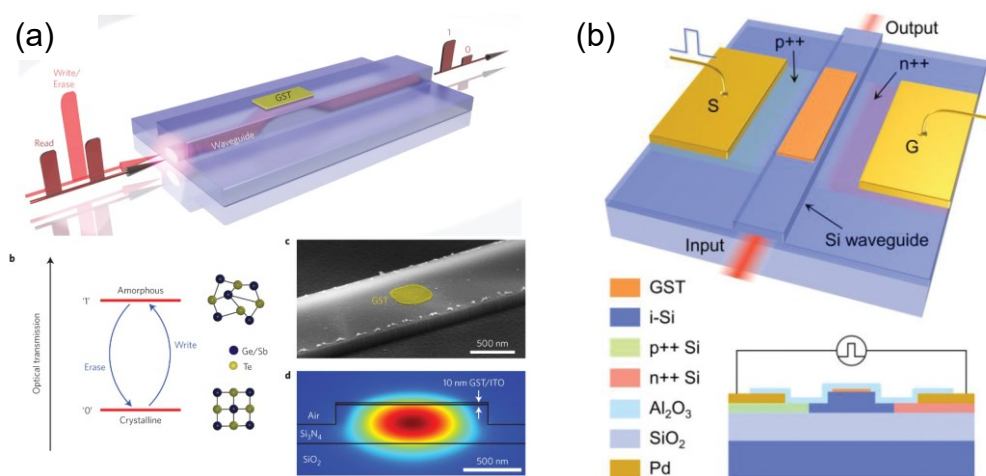 (a)
Write/
Erase
Read
GST
Waveguide
1
0
b
Optical transmission
'1'
Amorphous
Erase
Write
'0'
Crystalline
Ge/Sb
Te
c
GST
500 nm
d
10 nm GST/ITO
Air
Si₃N₄
SiO₂
500 nm
(b)
Output
p++
n++
S
G
Si waveguide
Input
GST
i-Si
p++ Si
n++ Si
Al₂O₃
SiO₂
Pd